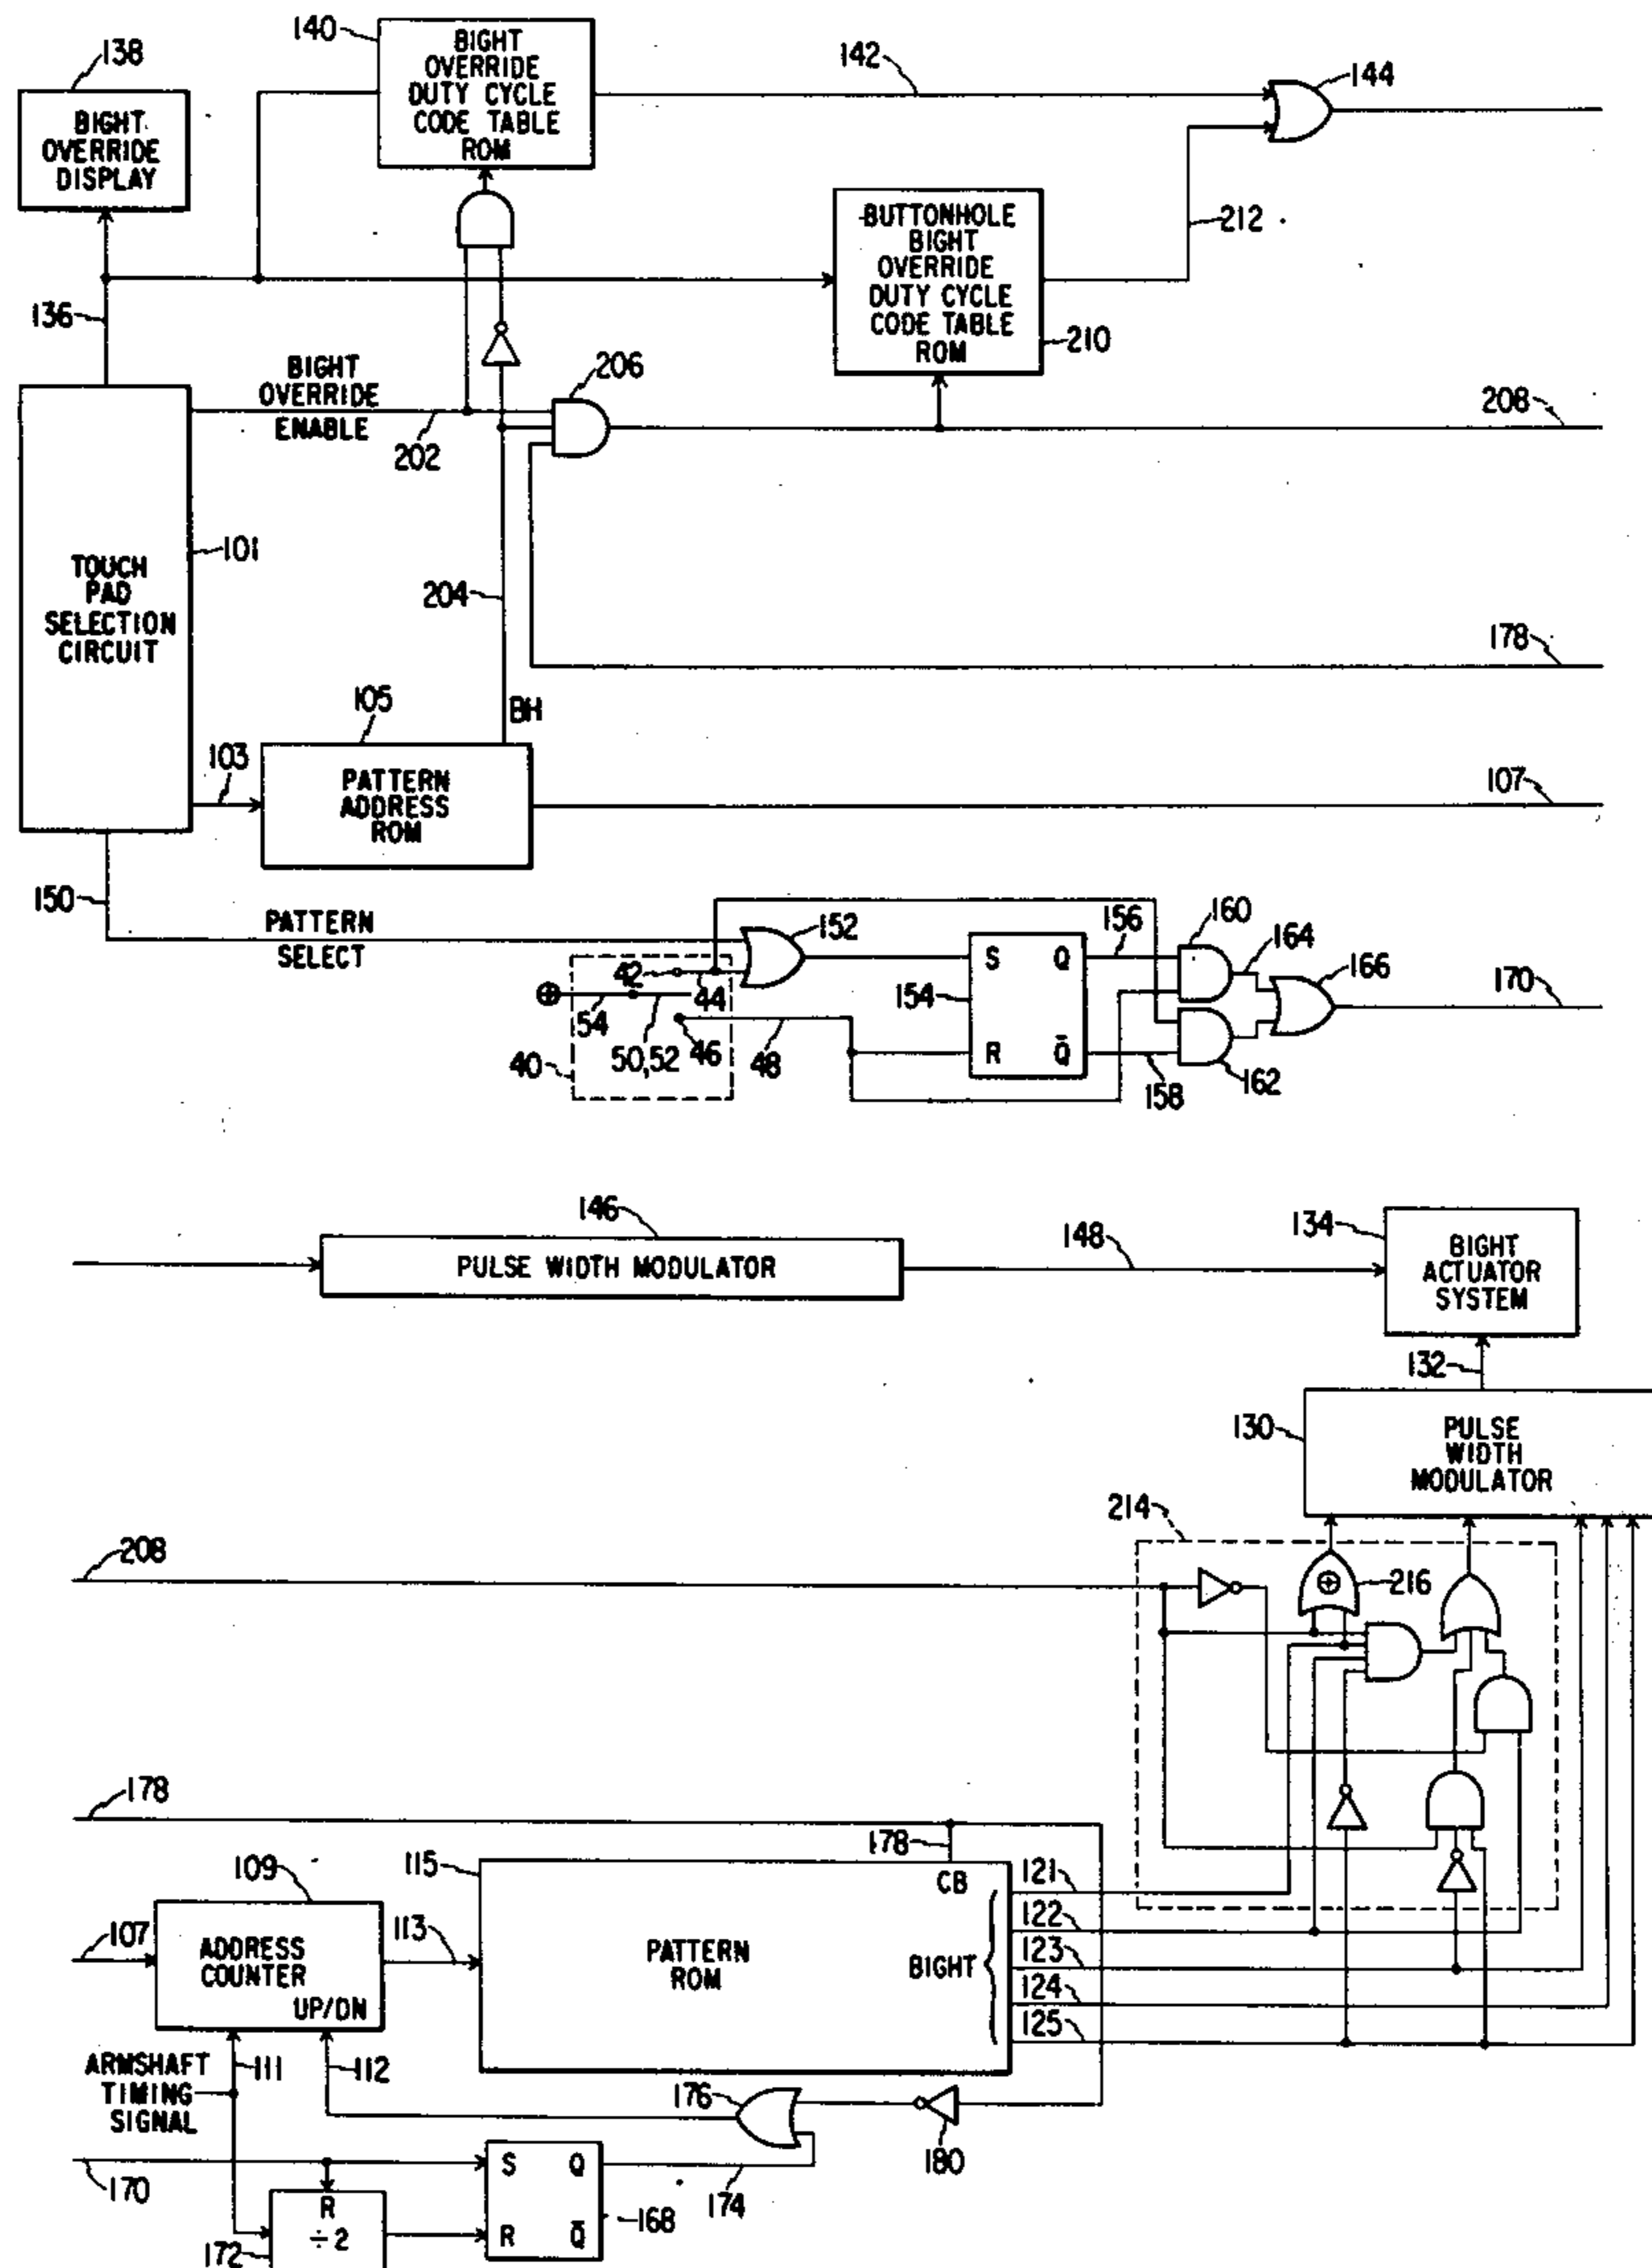 138
BIGHT
OVERRIDE
DISPLAY
140
BIGHT
OVERRIDE
DUTY CYCLE
CODE TABLE
ROM
142
144
136
BUTTONHOLE
BIGHT
OVERRIDE
DUTY CYCLE
CODE TABLE
ROM
212
210
BIGHT
OVERRIDE
ENABLE
202
206
208
TOUCH
PAD
SELECTION
CIRCUIT
101
204
178
BH
105
103
PATTERN
ADDRESS
ROM
107
150
PATTERN
SELECT
152
42
44
54
50,52
46
48
40
154
S
Q
R
Q̄
156
158
160
162
164
166
170
146
PULSE WIDTH MODULATOR
148
134
BIGHT
ACTUATOR
SYSTEM
132
130
PULSE
WIDTH
MODULATOR
214
208
216
178
178
109
115
CB
107
ADDRESS
COUNTER
UP/DN
113
PATTERN
ROM
BIGHT
121
122
123
124
125
ARMSHAFT
TIMING
SIGNAL
111
112
176
180
170
R
÷2
172
S
Q
R
Q̄
168
174